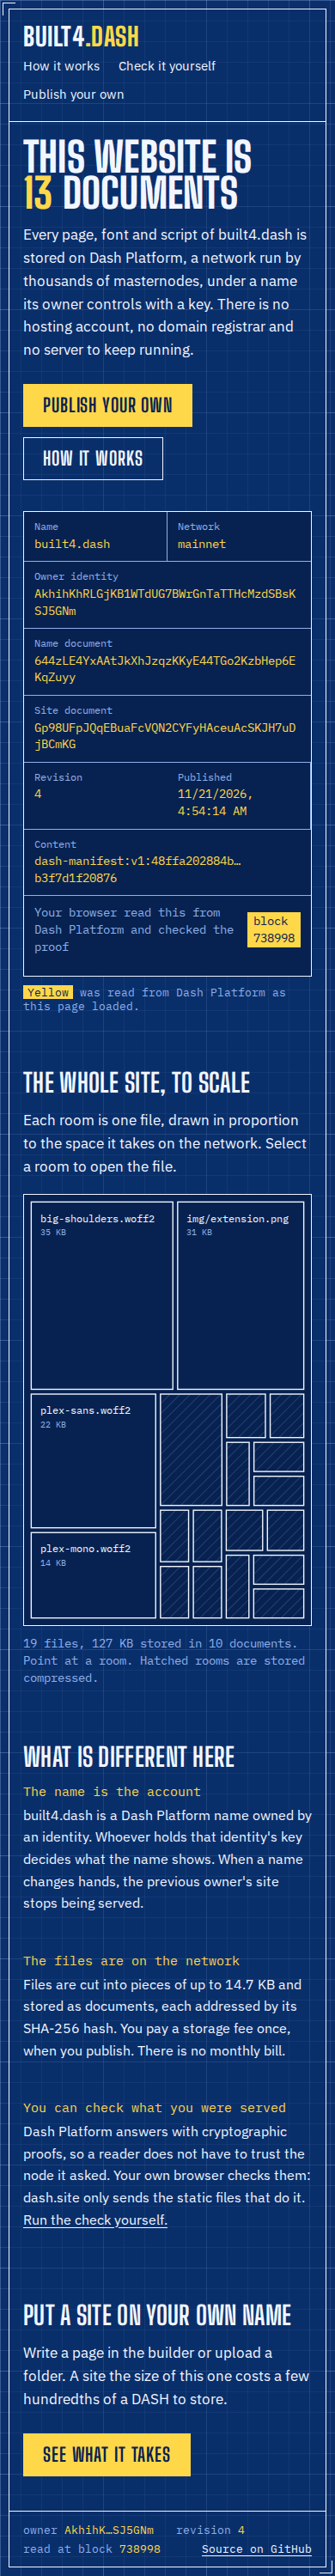 BUILT4.DASH
How it works Check it yourself
Publish your own
THIS WEBSITE IS
13 DOCUMENTS
Every page, font and script of built4.dash is
stored on Dash Platform, a network run by
thousands of masternodes, under a name
its owner controls with a key. There is no
hosting account, no domain registrar and
no server to keep running.
PUBLISH YOUR OWN
HOW IT WORKS
Name Network
built4.dash mainnet
Owner identity
AkhihKhRLGjKB1WTdUG7BWrGnTaTTHcMzdSBsK
SJ5GNm
Name document
644zLE4YxAAtJkXhJzqzKKyE44TGo2KzbHep6E
KqZuyy
Site document
Gp98UFpJQqEBuaFcVQN2CYFyHAceuAcSKJH7uD
jBCmKG
Revision Published
4 11/21/2026,
4:54:14 AM
Content
dash-manifest:v1:48ffa202884b…
b3f7d1f20876
Your browser read this from
Dash Platform and checked the
proof
block
738998
Yellow was read from Dash Platform as
this page loaded.
THE WHOLE SITE, TO SCALE
Each room is one file, drawn in proportion
to the space it takes on the network. Select
a room to open the file.
big-shoulders.woff2 img/extension.png
35 KB 31 KB
plex-sans.woff2
22 KB
plex-mono.woff2
14 KB
19 files, 127 KB stored in 10 documents.
Point at a room. Hatched rooms are stored
compressed.
WHAT IS DIFFERENT HERE
The name is the account
built4.dash is a Dash Platform name owned by
an identity. Whoever holds that identity's key
decides what the name shows. When a name
changes hands, the previous owner's site
stops being served.
The files are on the network
Files are cut into pieces of up to 14.7 KB and
stored as documents, each addressed by its
SHA-256 hash. You pay a storage fee once,
when you publish. There is no monthly bill.
You can check what you were served
Dash Platform answers with cryptographic
proofs, so a reader does not have to trust the
node it asked. Your own browser checks them:
dash.site only sends the static files that do it.
Run the check yourself.
PUT A SITE ON YOUR OWN NAME
Write a page in the builder or upload a
folder. A site the size of this one costs a few
hundredths of a DASH to store.
SEE WHAT IT TAKES
owner AkhihK…SJ5GNm revision 4
read at block 738998 Source on GitHub